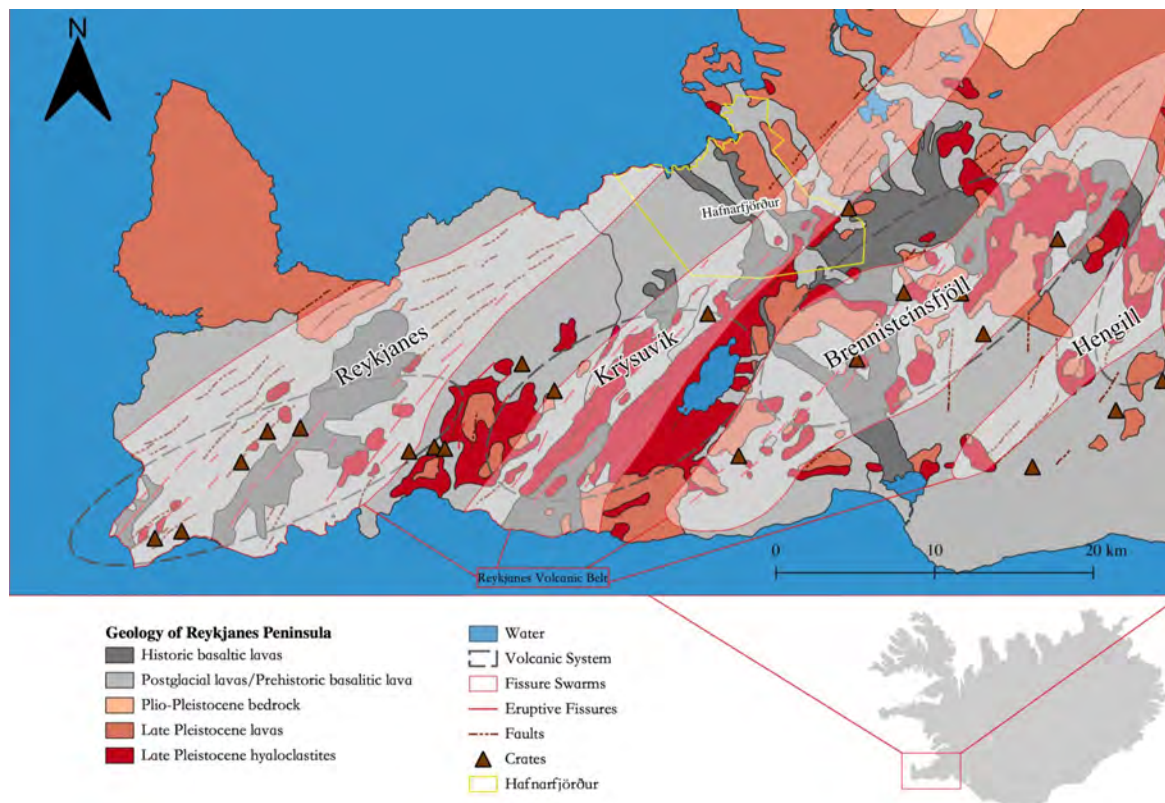 N
Hafnarfjörður
Reykjanes
Krýsuvik
Brennisteinsfjöll
Hengill
Reykjanes Volcanic Belt
0 10 20 km
Geology of Reykjanes Peninsula
Historic basaltic lavas
Postglacial lavas/Prehistoric basalitic lava
Plio-Pleistocene bedrock
Late Pleistocene lavas
Late Pleistocene hyaloclastites
Water
Volcanic System
Fissure Swarms
Eruptive Fissures
Faults
Crates
Hafnarfjörður